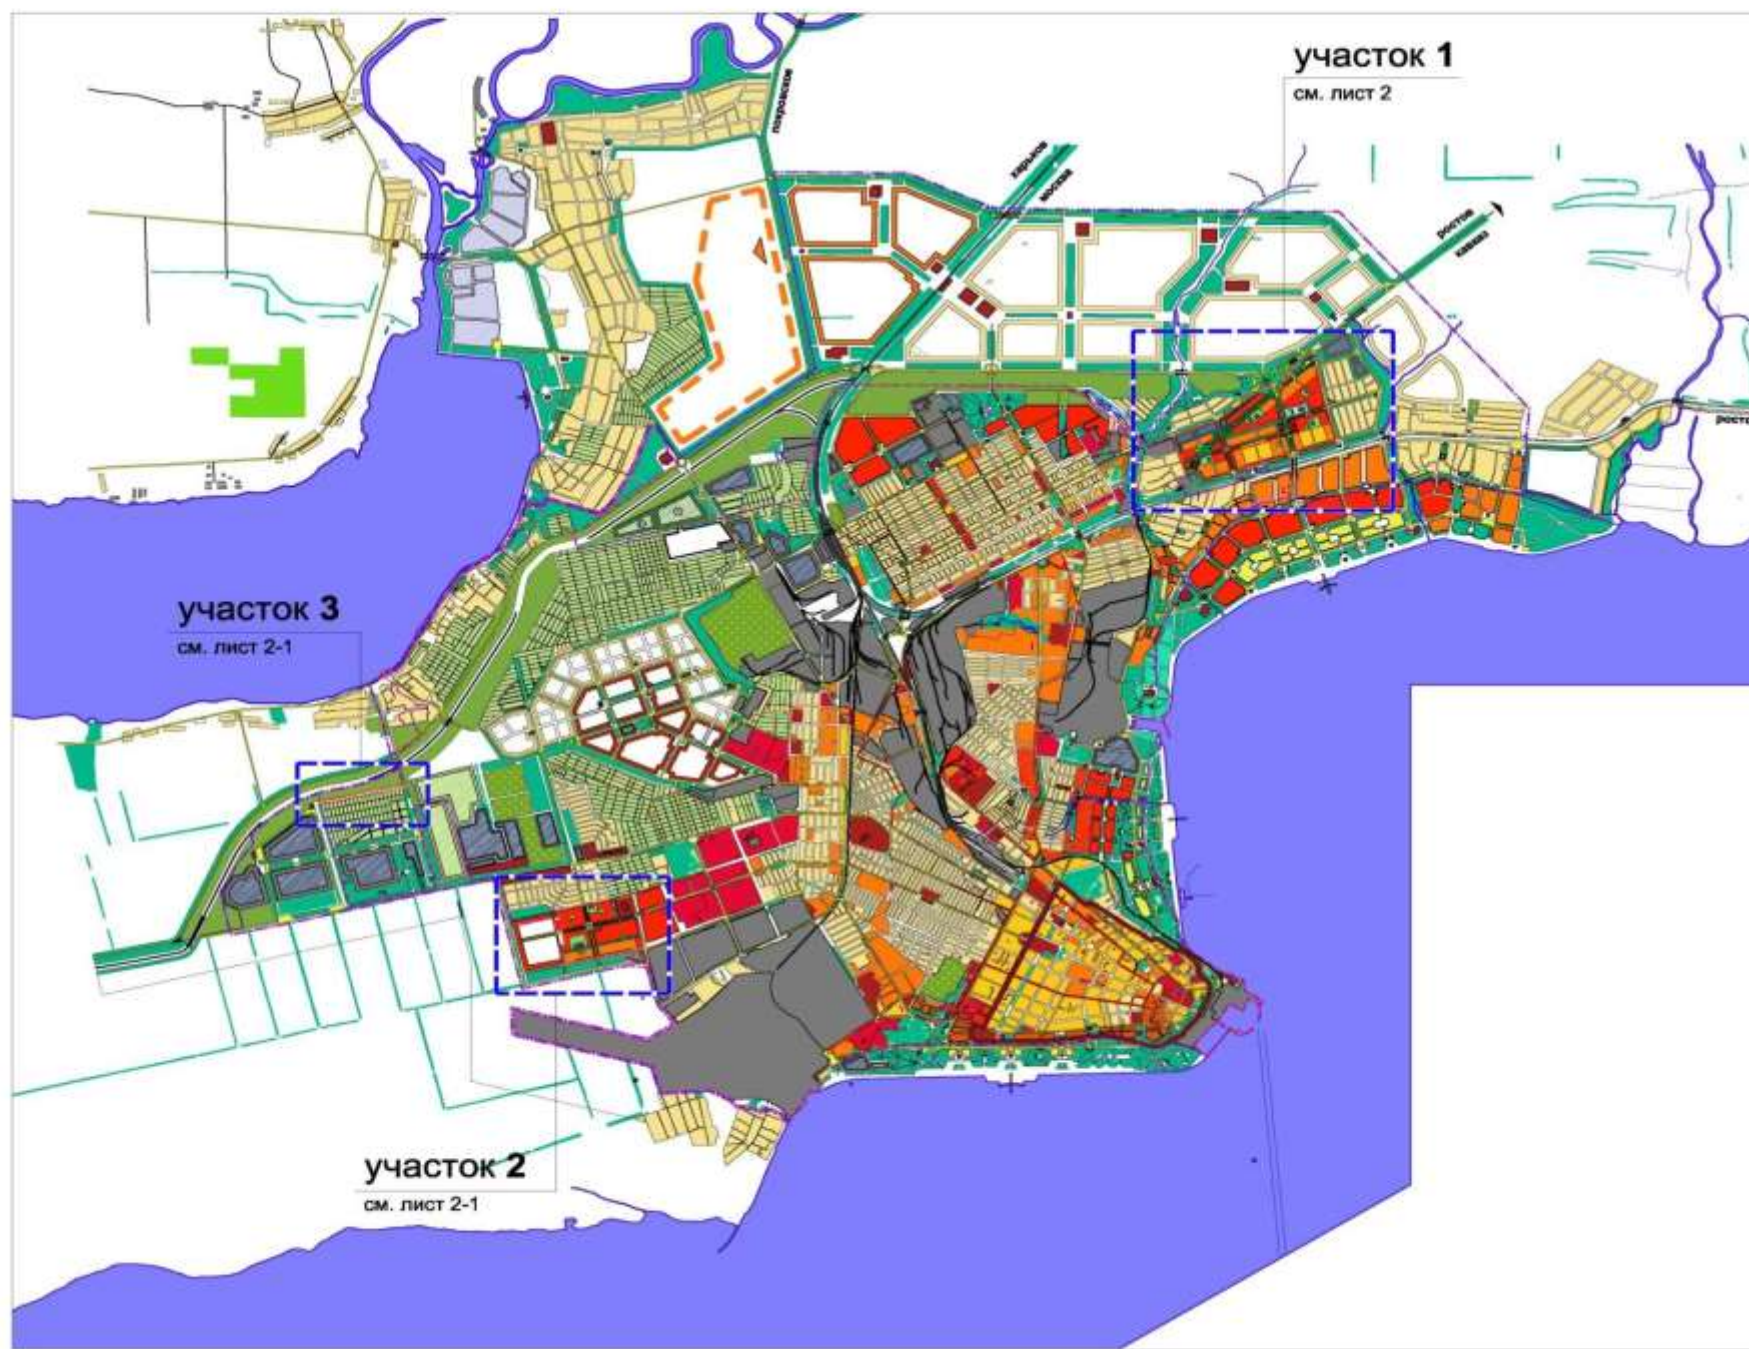 участок 1
см. лист 2
покровское
харьков
москва
ростов
кавказ
участок 3
см. лист 2-1
участок 2
см. лист 2-1